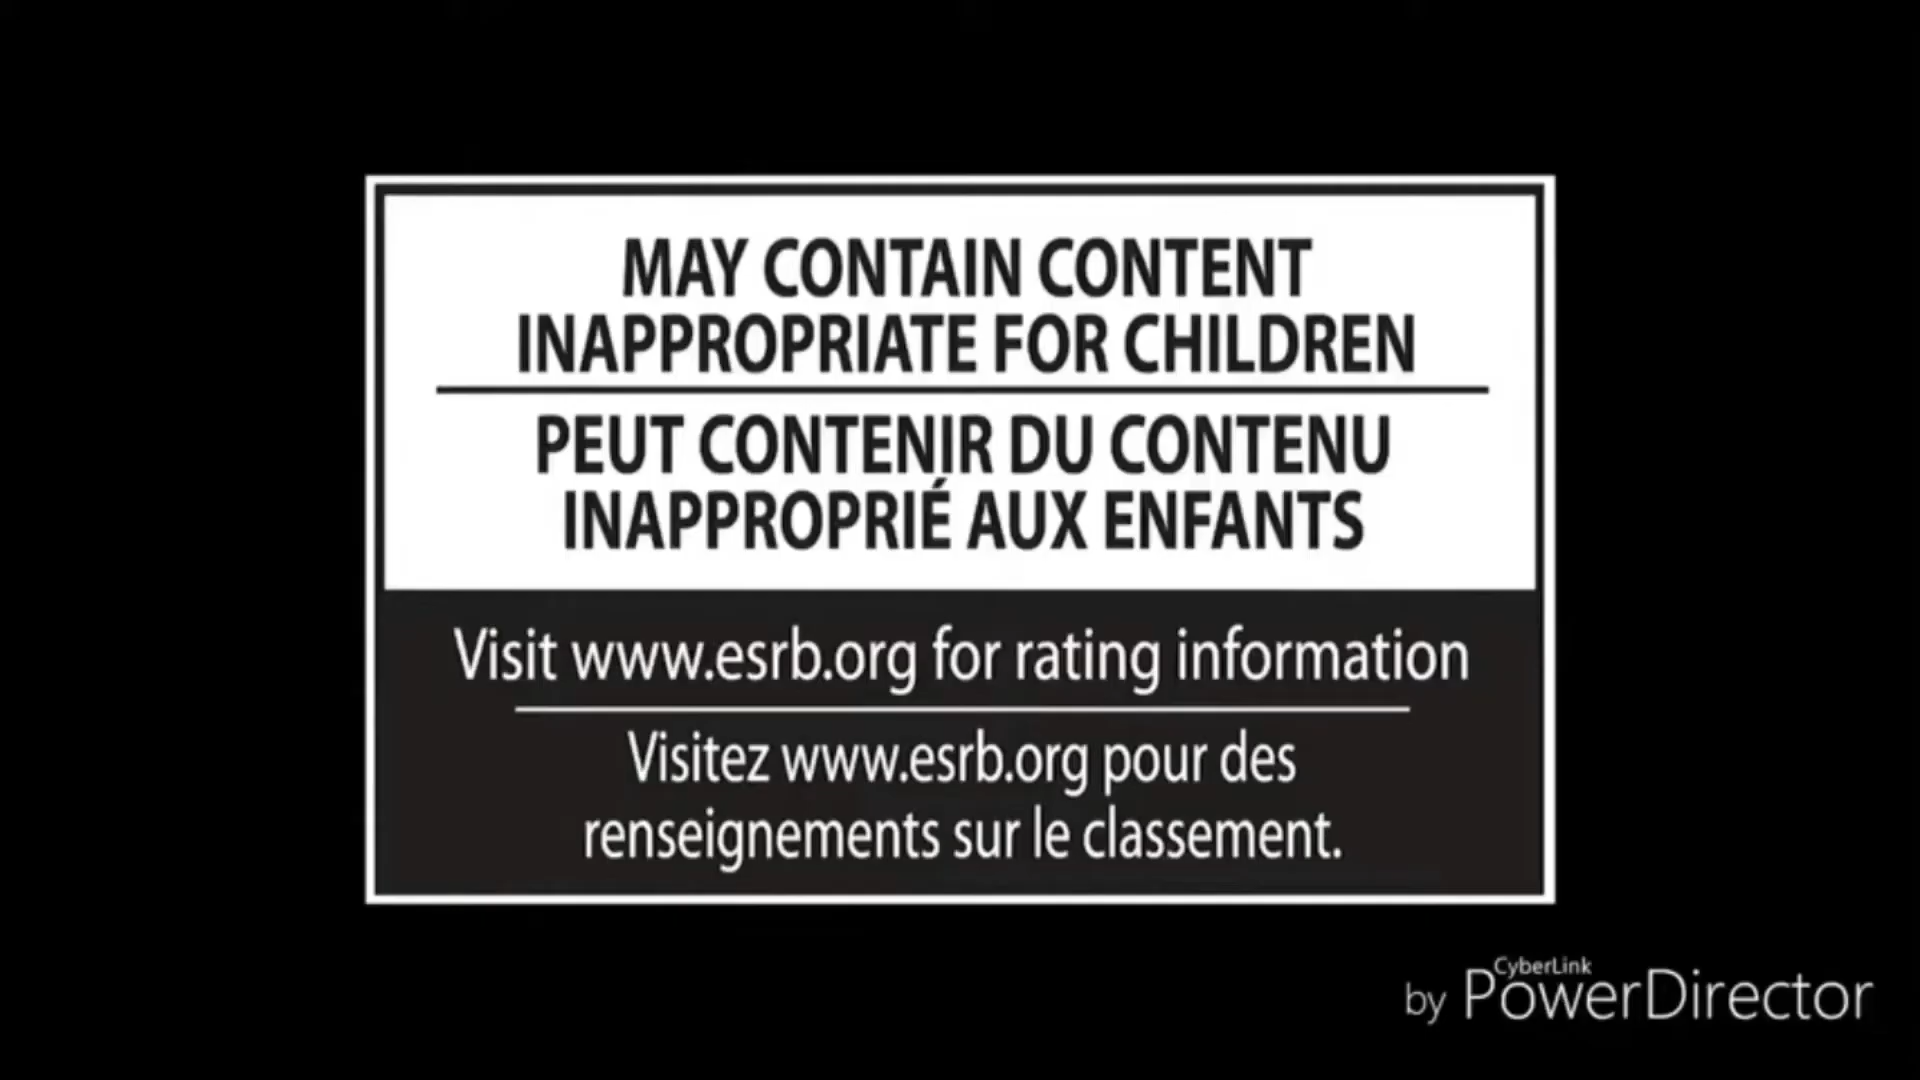 MAY CONTAIN CONTENT
INAPPROPRIATE FOR CHILDREN
PEUT CONTENIR DU CONTENU
INAPPROPRIÉ AUX ENFANTS
Visit www.esrb.org for rating information
Visitez www.esrb.org pour des
renseignements sur le classement.
CyberLink
by PowerDirector